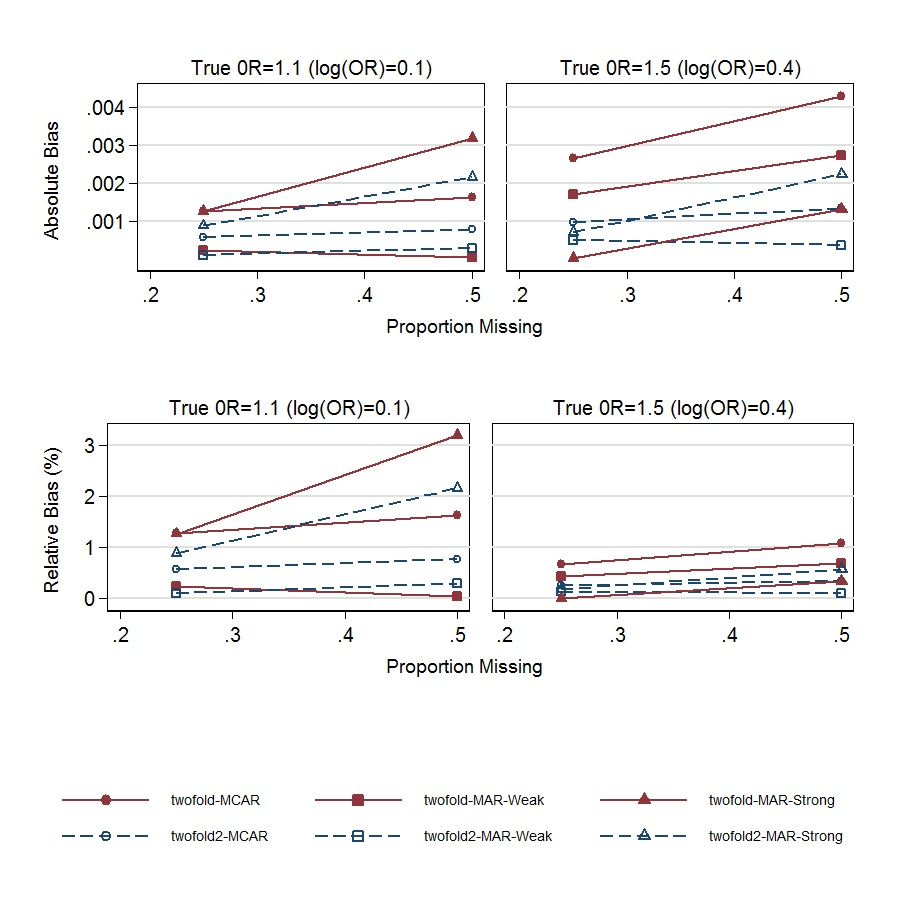 True 0R=1.1 (log(OR)=0.1)
True 0R=1.5 (log(OR)=0.4)
Absolute Bias
.004
.003
.002
.001
.2 .3 .4 .5
.2 .3 .4 .5
Proportion Missing
True 0R=1.1 (log(OR)=0.1)
True 0R=1.5 (log(OR)=0.4)
Relative Bias (%)
3
2
1
0
.2 .3 .4 .5
.2 .3 .4 .5
Proportion Missing
twofold-MCAR
twofold-MAR-Weak
twofold-MAR-Strong
twofold2-MCAR
twofold2-MAR-Weak
twofold2-MAR-Strong